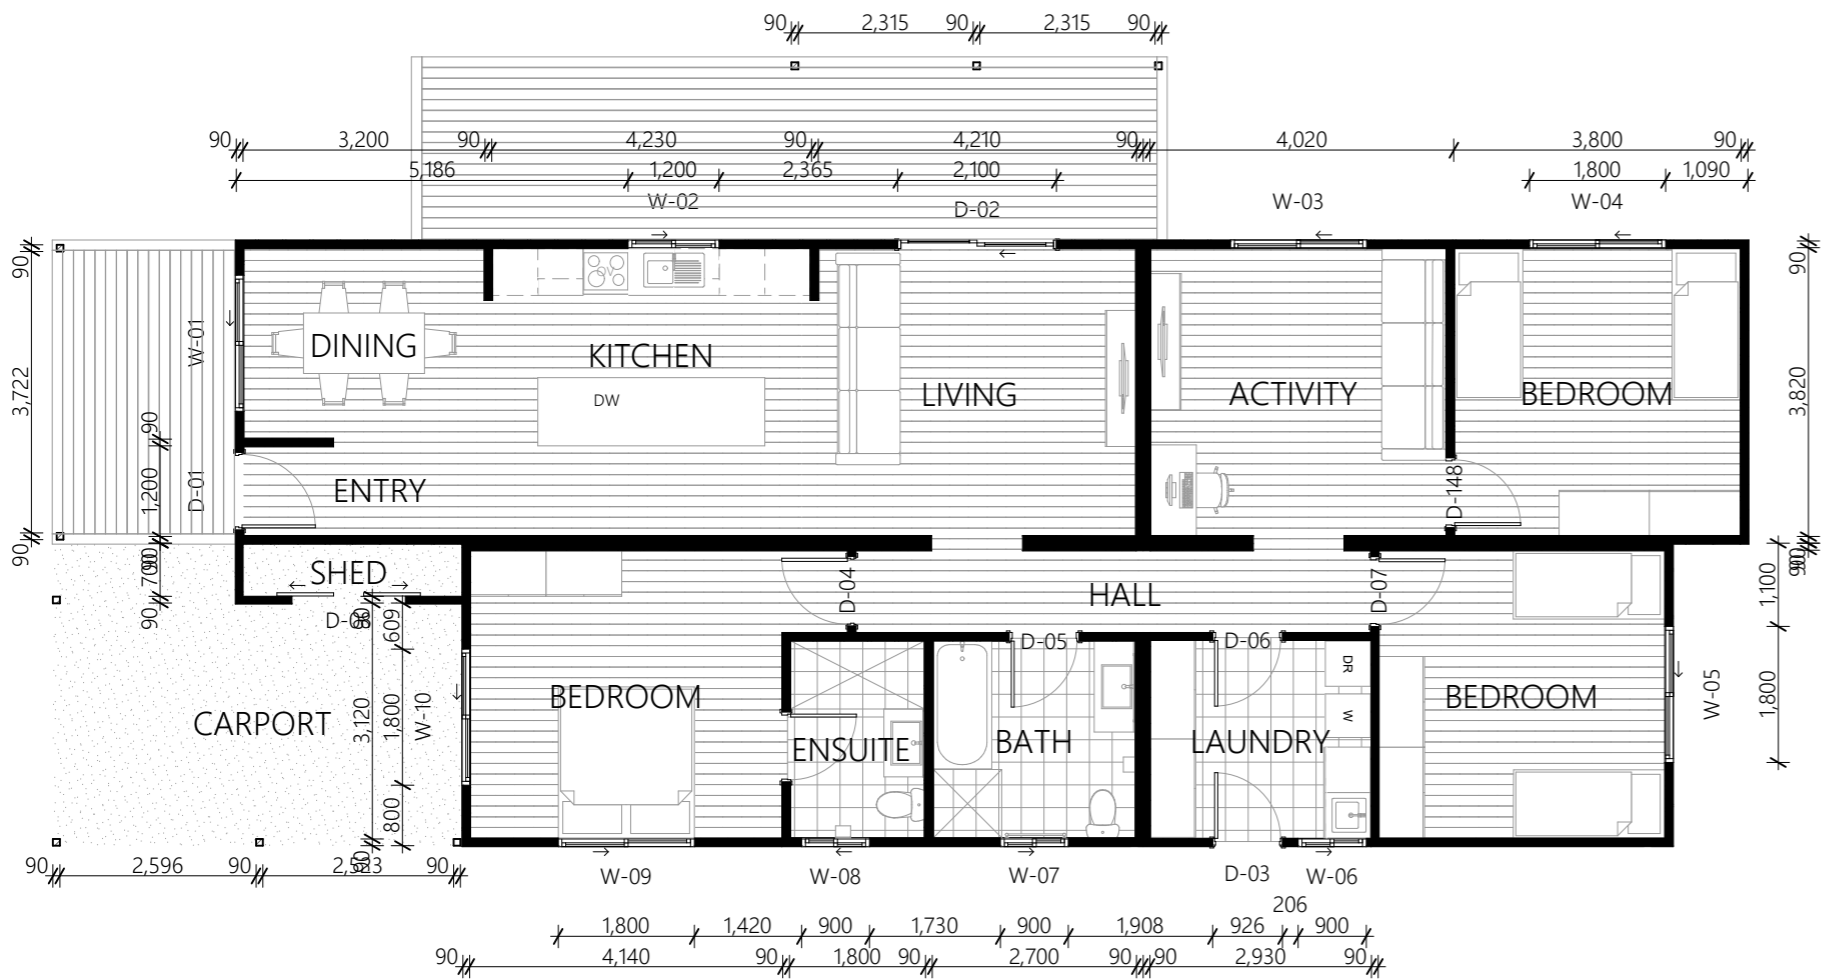 90 2,315 90 2,315 90
90 3,200 90 4,230 90 4,210 90 4,020 3,800 90
5,186 1,200 2,365 2,100 1,800 1,090
W-02 D-02 W-03 W-04
90
3,722
90
W-01
D-01
90
1,200
90
700
90
DINING
KITCHEN
OV
DW
LIVING
ACTIVITY
BEDROOM
ENTRY
D-148
90
3,820
90
SHED
D-04
HALL
D-07
1,100
609
D-05
D-06
DR
W
CARPORT
3,120
1,800
W-10
BEDROOM
ENSUITE
BATH
LAUNDRY
BEDROOM
W-05
1,800
800
90 2,596 90 90
W-09 W-08 W-07 D-03 W-06
206
1,800 1,420 900 1,730 900 1,908 926 900
90 4,140 90 1,800 90 2,700 90 90 2,930 90